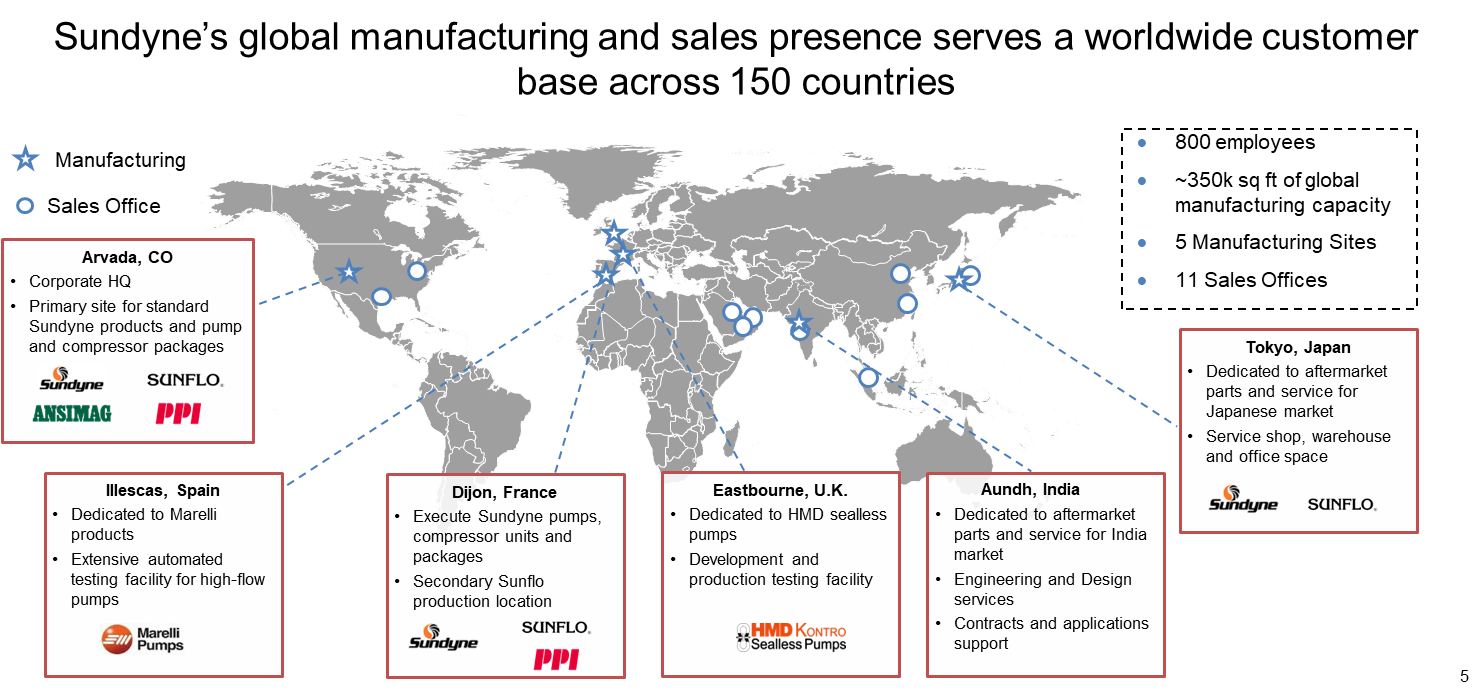 Sundyne’s global manufacturing and sales presence serves a worldwide customer
base across 150 countries
Manufacturing
Sales Office
• 800 employees
• ~350k sq ft of global
manufacturing capacity
• 5 Manufacturing Sites
• 11 Sales Offices
Arvada, CO
• Corporate HQ
• Primary site for standard
Sundyne products and pump
and compressor packages
Sundyne SUNFLO®
ANSIMAG PPI
Tokyo, Japan
• Dedicated to aftermarket
parts and service for
Japanese market
• Service shop, warehouse
and office space
Sundyne SUNFLO®
Illescas, Spain
• Dedicated to Marelli
products
• Extensive automated
testing facility for high-flow
pumps
Marelli
Pumps
Dijon, France
• Execute Sundyne pumps,
compressor units and
packages
• Secondary Sunflo
production location
Sundyne SUNFLO®
PPI
Eastbourne, U.K.
• Dedicated to HMD sealless
pumps
• Development and
production testing facility
HMD KONTRO
Sealless Pumps
Aundh, India
• Dedicated to aftermarket
parts and service for India
market
• Engineering and Design
services
• Contracts and applications
support
5